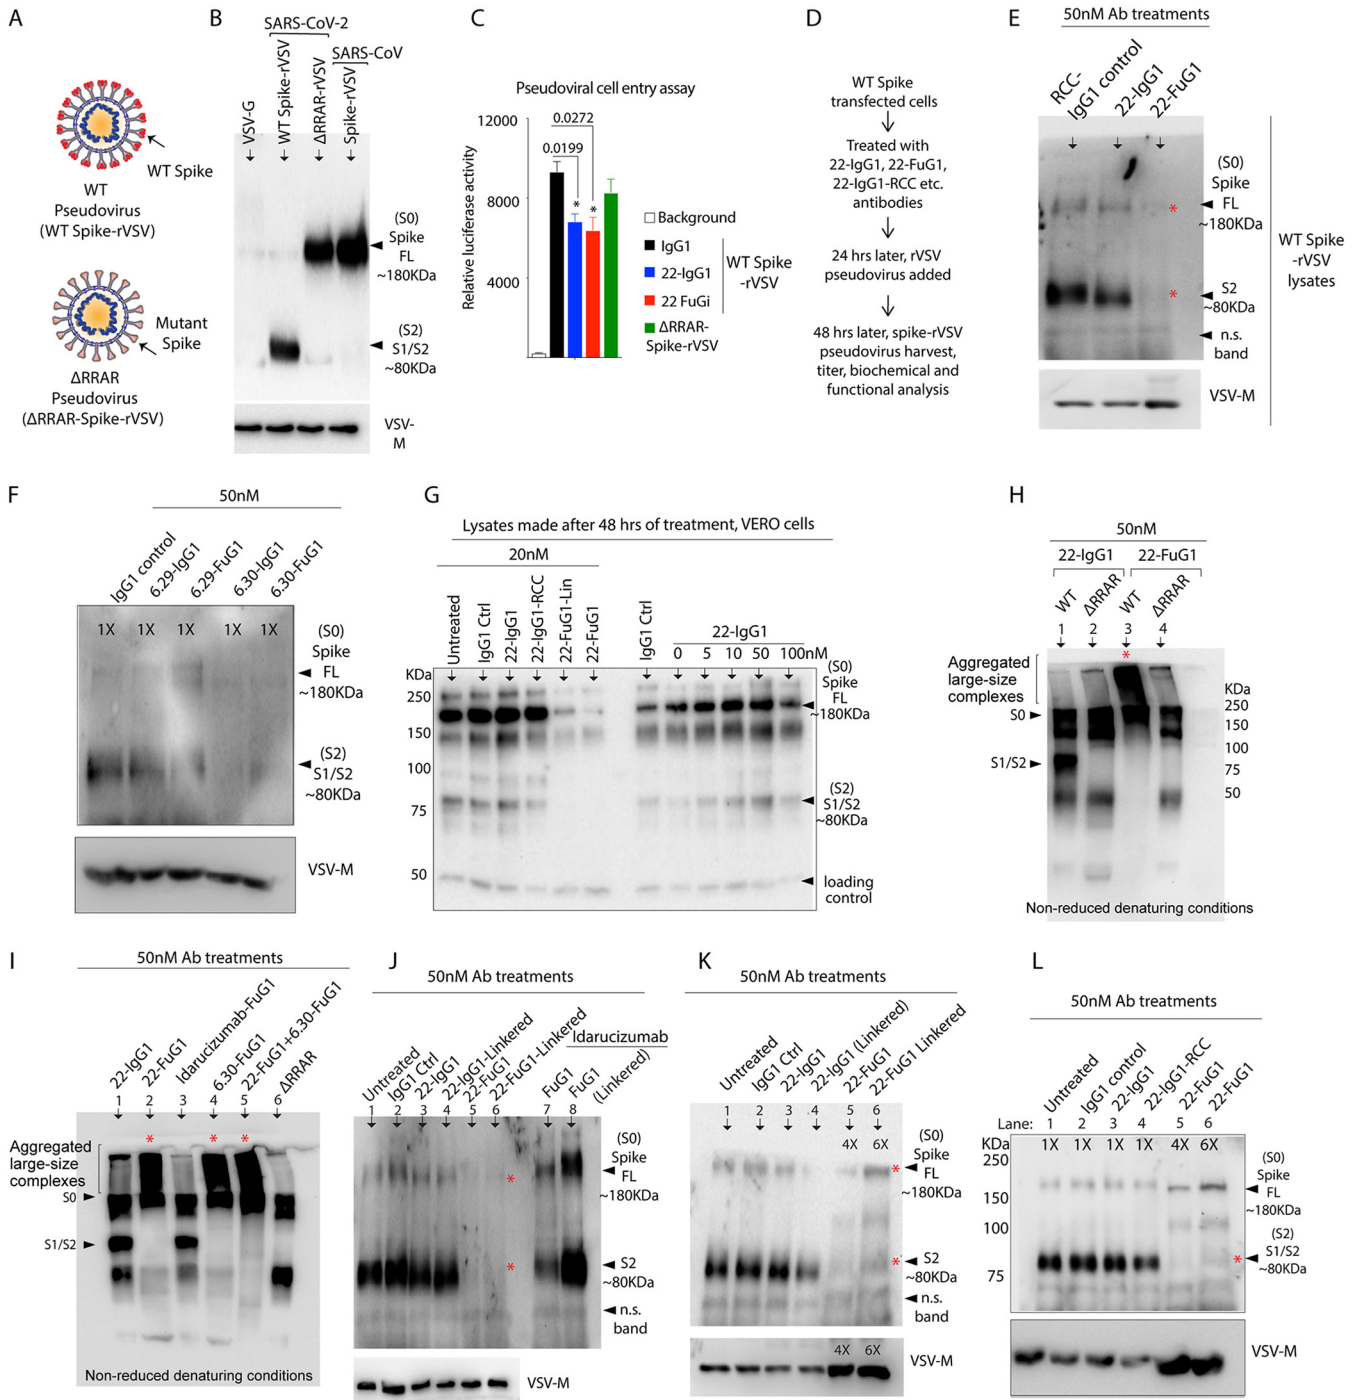 A
WT Spike
WT
Pseudovirus
(WT Spike-rVSV)
Mutant
Spike
ΔRRAR
Pseudovirus
(ΔRRAR-Spike-rVSV)
B
SARS-CoV-2
SARS-CoV
VSV-G
WT Spike-rVSV
ΔRRAR-rVSV
Spike-rVSV
(S0)
Spike
FL
~180KDa
(S2)
S1/S2
~80KDa
VSV-
M
C
Pseudoviral cell entry assay
Relative luciferase activity
12000
8000
4000
0.0272
0.0199
*
*
Background
IgG1
22-IgG1
22 FuGi
ΔRRAR-
Spike-rVSV
WT Spike
-rVSV
D
WT Spike
transfected cells
Treated with
22-IgG1, 22-FuG1,
22-IgG1-RCC etc.
antibodies
24 hrs later, rVSV
pseudovirus added
48 hrs later, spike-rVSV
pseudovirus harvest,
titer, biochemical and
functional analysis
E
50nM Ab treatments
RCC-
IgG1 control
22-IgG1
22-FuG1
(S0)
Spike
FL
~180KDa
*
S2
~80KDa
*
n.s.
band
VSV-M
WT Spike
-rVSV
lysates
F
50nM
IgG1 control
6.29-IgG1
6.29-FuG1
6.30-IgG1
6.30-FuG1
1X 1X 1X 1X 1X
(S0)
Spike
FL
~180KDa
(S2)
S1/S2
~80KDa
VSV-M
G
Lysates made after 48 hrs of treatment, VERO cells
20nM
Untreated
IgG1 Ctrl
22-IgG1
22-IgG1-RCC
22-FuG1-Lin
22-FuG1
IgG1 Ctrl
22-IgG1
0 5 10 50 100nM
KDa
250
150
100
75
50
(S0)
Spike
FL
~180KDa
(S2)
S1/S2
~80KDa
loading
control
H
50nM
22-IgG1 22-FuG1
WT
ΔRRAR
WT
ΔRRAR
1 2 3 4
*
Aggregated
large-size
complexes
S0
S1/S2
KDa
250
150
100
75
50
Non-reduced denaturing conditions
I
50nM Ab treatments
22-IgG1
22-FuG1
Idarucizumab-FuG1
6.30-FuG1
22-FuG1+6.30-FuG1
ΔRRAR
1 2 3 4 5 6
* * *
Aggregated
large-size
complexes
S0
S1/S2
Non-reduced denaturing conditions
J
50nM Ab treatments
Untreated
IgG1 Ctrl
22-IgG1
22-IgG1-Linkered
22-FuG1
22-FuG1-Linkered
Idarucizumab
FuG1
FuG1
(Linkered)
1 2 3 4 5 6 7 8
(S0)
Spike
FL
~180KDa
*
S2
~80KDa
*
n.s.
band
VSV-M
K
50nM Ab treatments
Untreated
IgG1 Ctrl
22-IgG1
22-IgG1 (Linkered)
22-FuG1
22-FuG1 Linkered
1 2 3 4 5 6
4X 6X
(S0)
Spike
FL
~180KDa
*
S2
~80KDa
*
n.s.
band
4X 6X
VSV-M
L
50nM Ab treatments
Untreated
IgG1 control
22-IgG1
22-IgG1-RCC
22-FuG1
22-FuG1
Lane: 1 2 3 4 5 6
1X 1X 1X 1X 4X 6X
KDa
250
150
100
75
(S0)
Spike
FL
~180KDa
(S2)
S1/S2
~80KDa
*
VSV-M